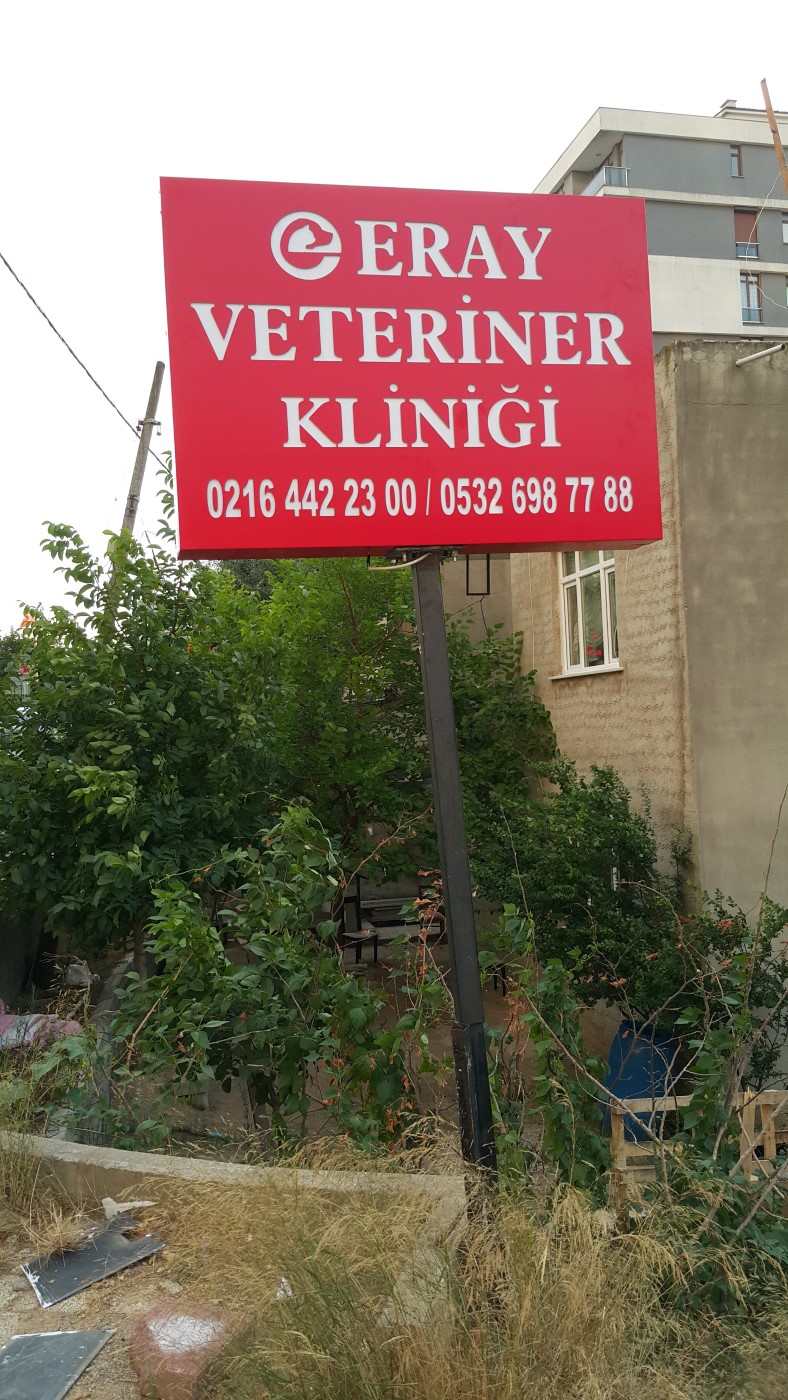 ERAY
VETERİNER
KLİNİĞİ
0216 442 23 00 / 0532 698 77 88